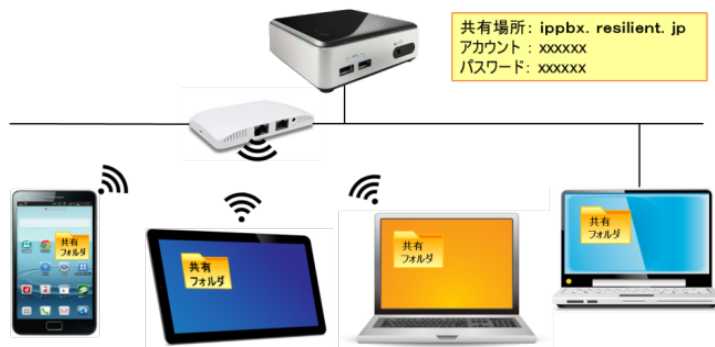 共有場所: ippbx. resilient. jp
アカウント : xxxxxx
パスワード: xxxxxx
共有
フォルダ
共有
フォルダ
共有
フォルダ
共有
フォルダ